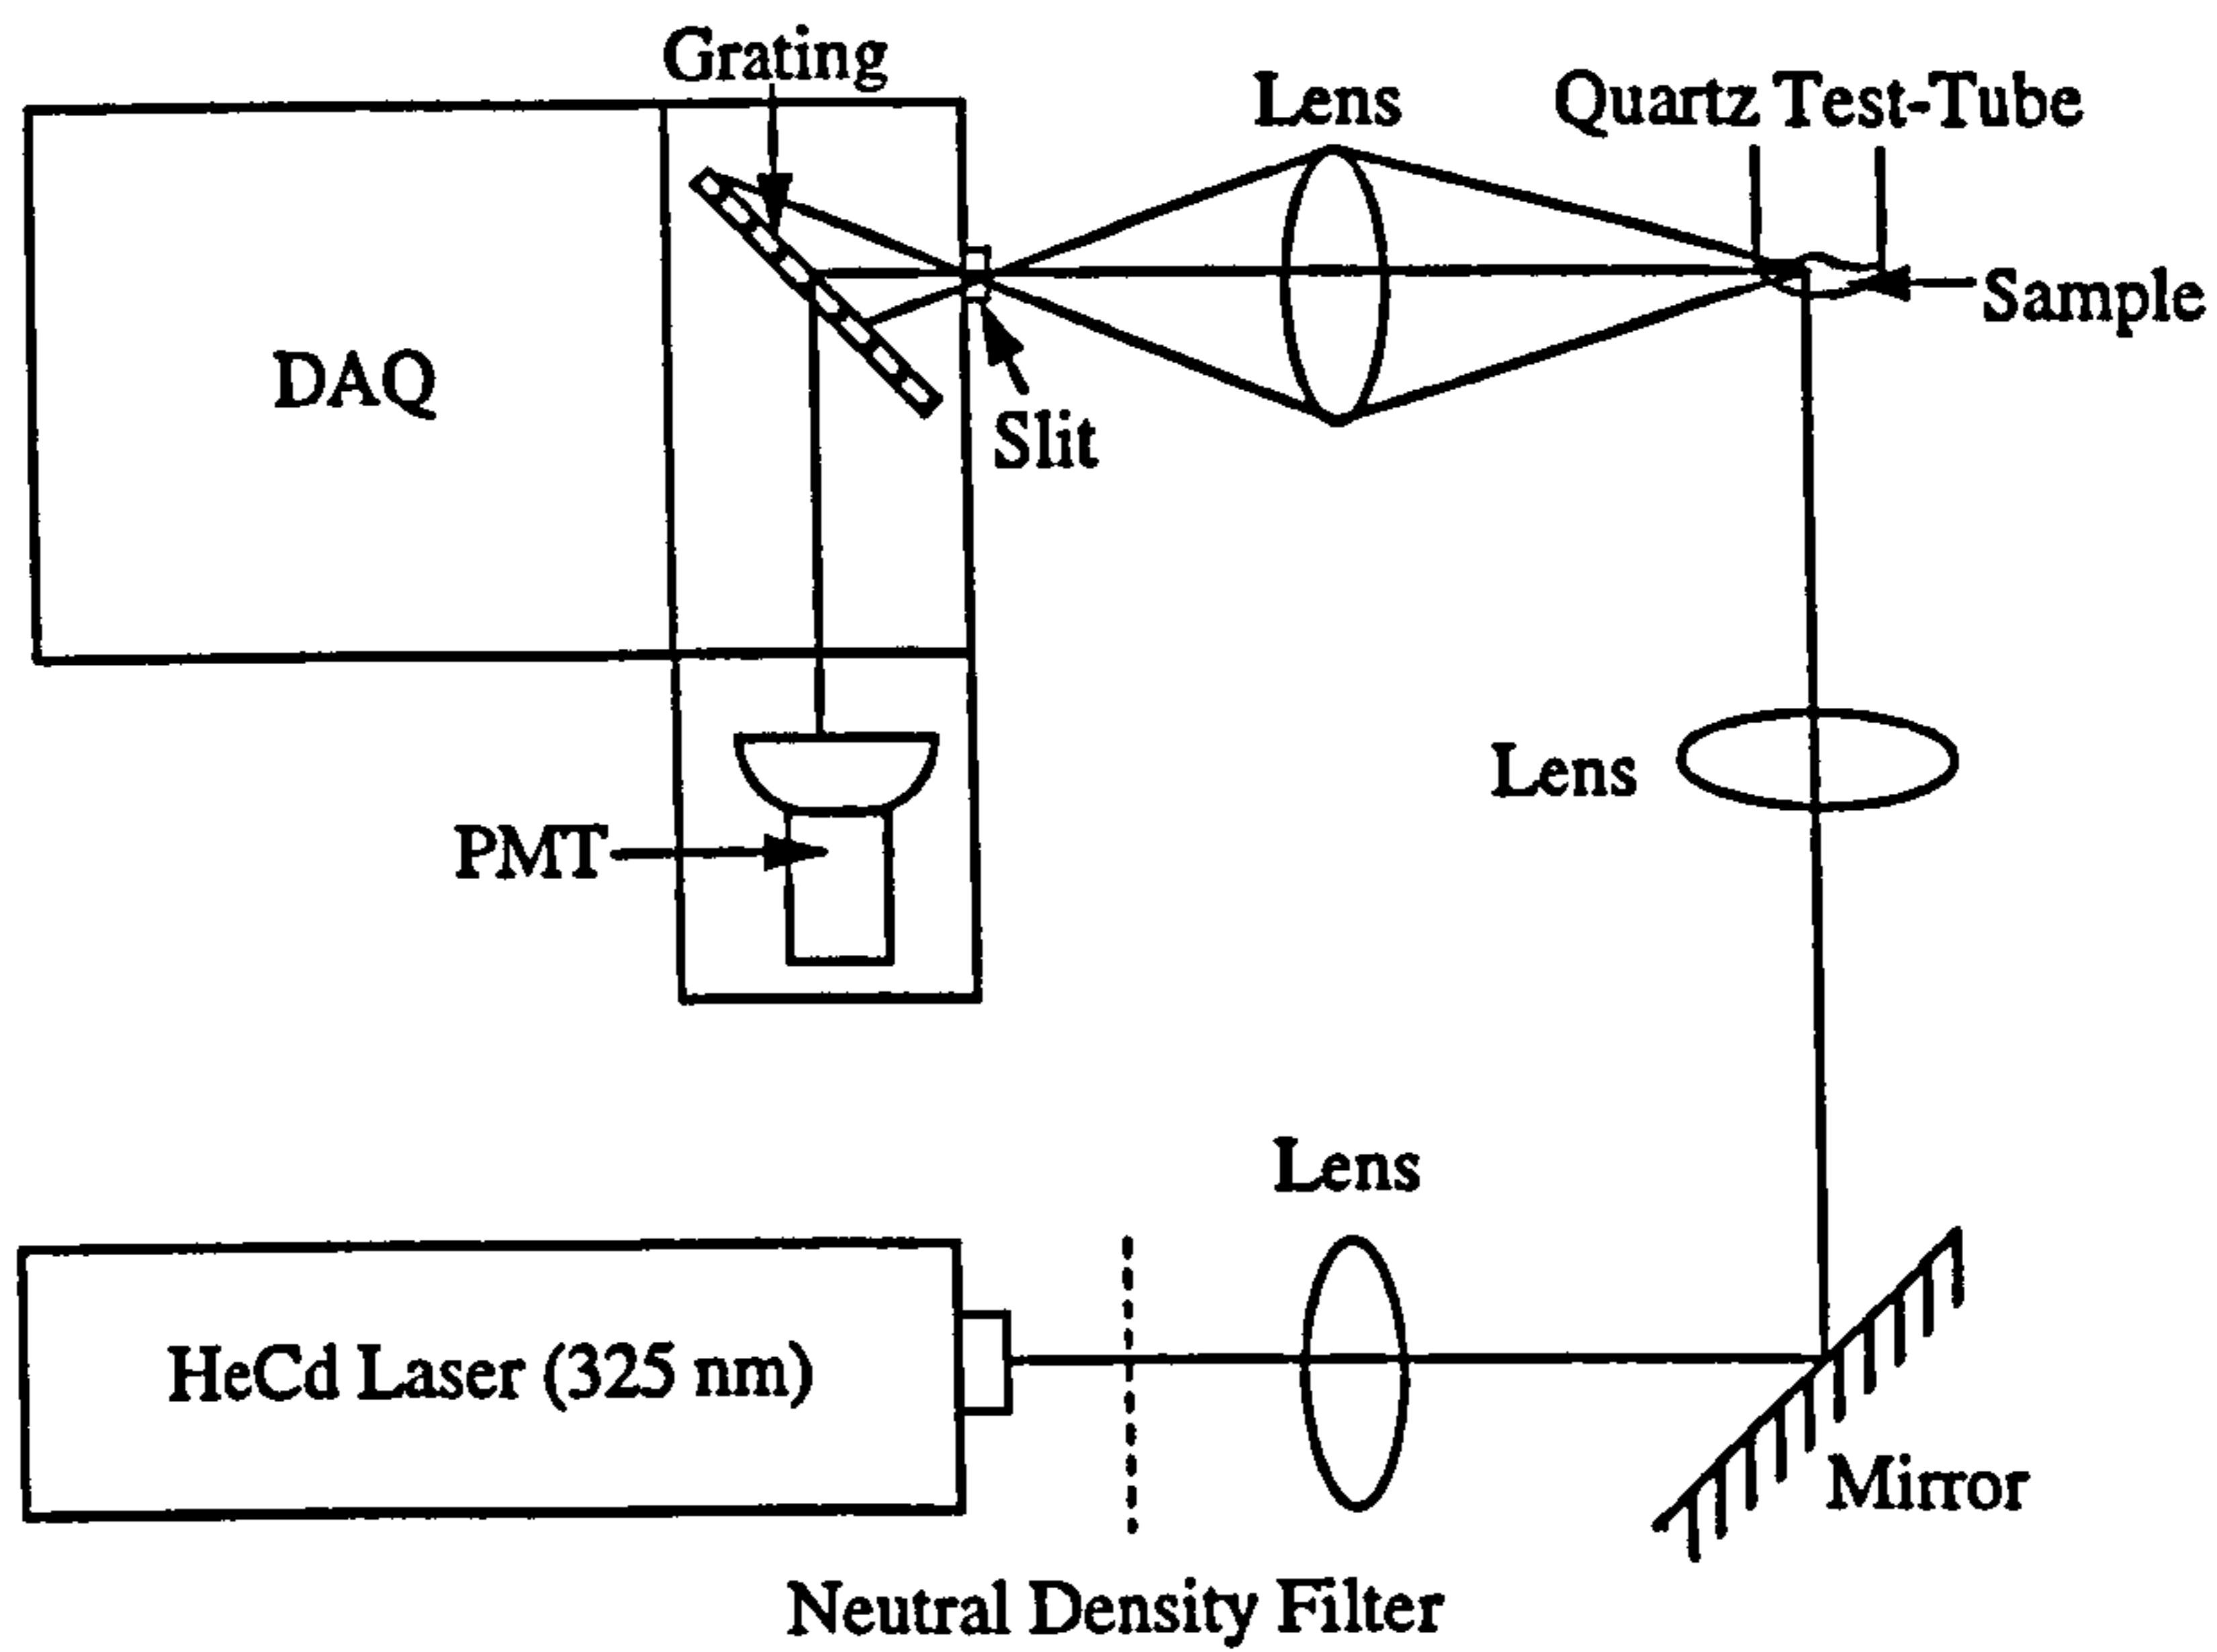 Grating
Lens
Quartz Test-Tube
Sample
DAQ
Slit
Lens
PMT
Lens
HeCd Laser (325 nm)
Mirror
Neutral Density Filter